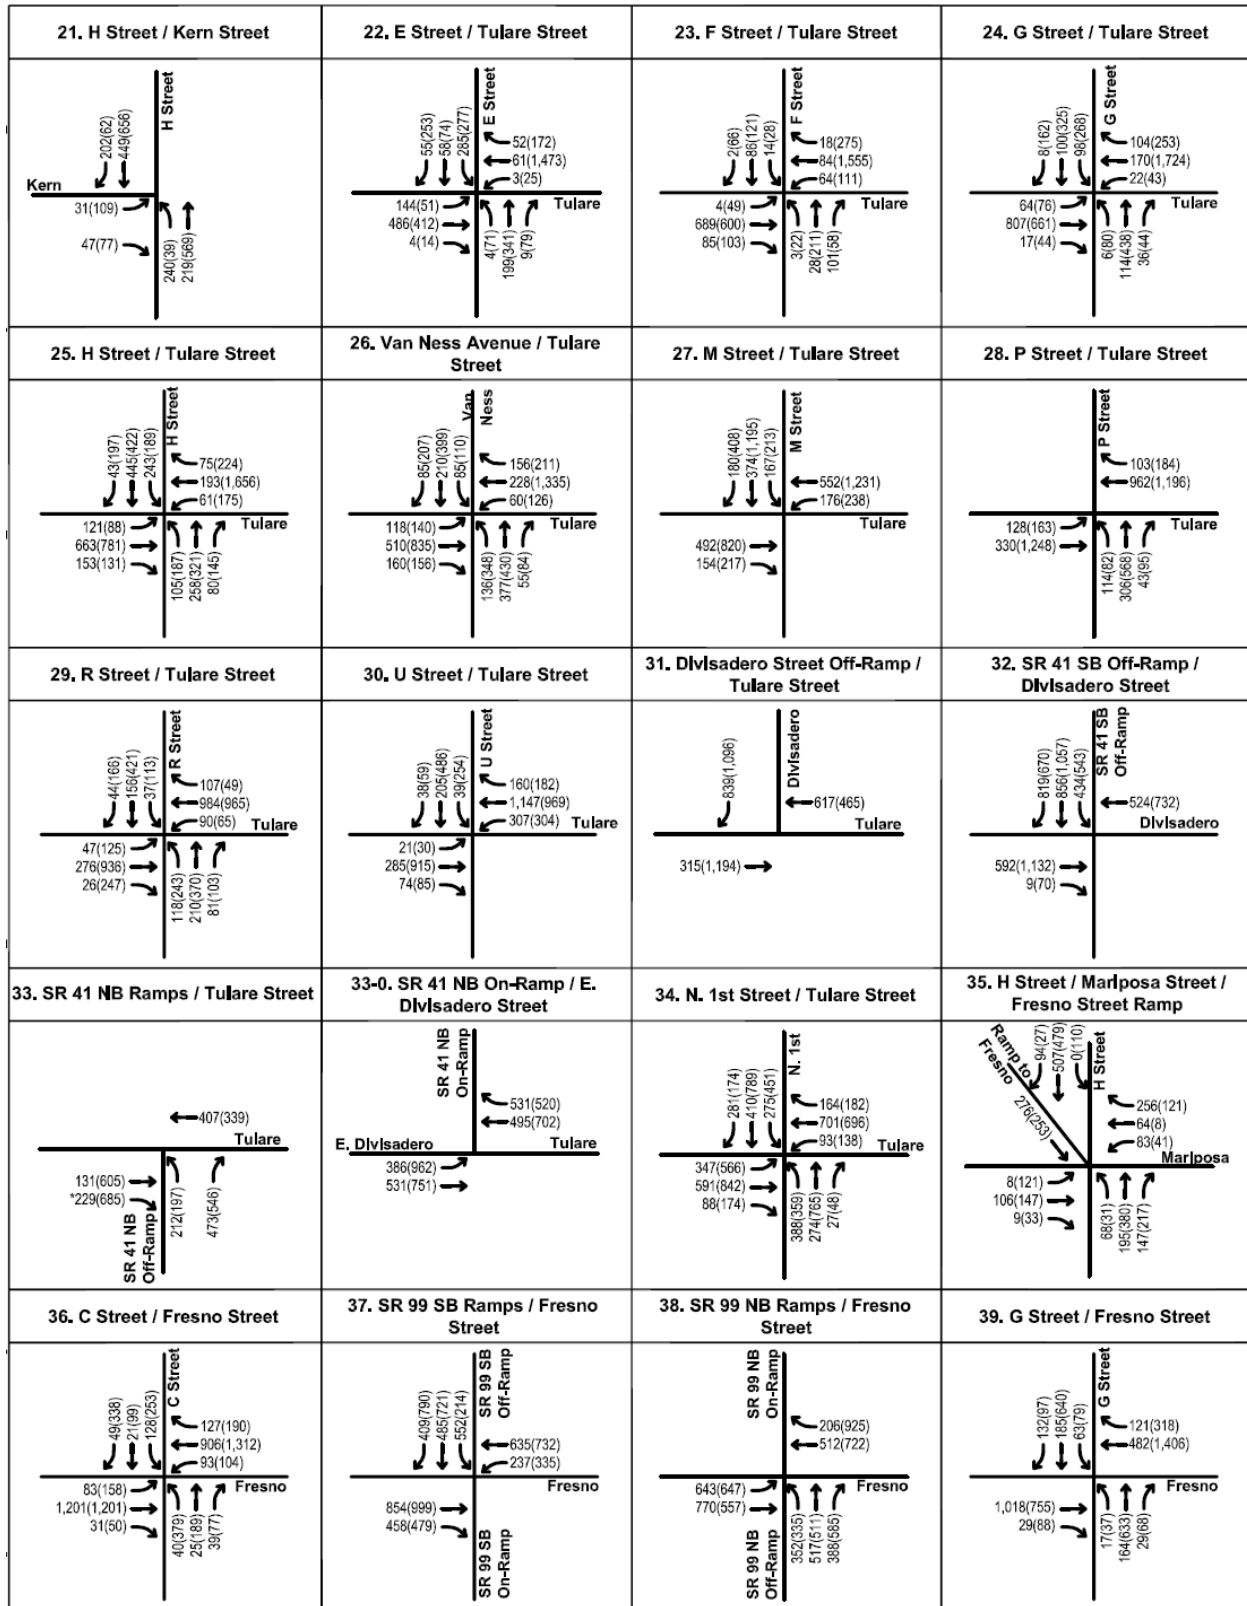 21. H Street / Kern Street
H Street
202(62)
449(656)
Kern
31(109)
47(77)
240(39)
219(569)
22. E Street / Tulare Street
E Street
55(253)
58(74)
285(277)
52(172)
61(1,473)
3(25)
Tulare
144(51)
486(412)
4(14)
4(71)
199(341)
9(79)
23. F Street / Tulare Street
F Street
2(66)
86(121)
14(28)
18(275)
84(1,555)
64(111)
Tulare
4(49)
689(600)
85(103)
3(22)
28(211)
101(58)
24. G Street / Tulare Street
G Street
8(162)
100(325)
98(268)
104(253)
170(1,724)
22(43)
Tulare
64(76)
807(661)
17(44)
6(80)
114(438)
36(44)
25. H Street / Tulare Street
H Street
43(197)
445(422)
243(189)
75(224)
193(1,656)
61(175)
Tulare
121(88)
663(781)
153(131)
105(187)
258(321)
80(145)
26. Van Ness Avenue / Tulare
Street
Van
Ness
85(207)
210(399)
85(110)
156(211)
228(1,335)
60(126)
Tulare
118(140)
510(835)
160(156)
136(348)
377(430)
55(84)
27. M Street / Tulare Street
M Street
180(408)
374(1,195)
167(213)
552(1,231)
176(238)
Tulare
492(820)
154(217)
28. P Street / Tulare Street
P Street
103(184)
962(1,196)
Tulare
128(163)
330(1,248)
114(82)
306(568)
43(95)
29. R Street / Tulare Street
R Street
44(166)
156(421)
37(113)
107(49)
984(965)
90(65)
Tulare
47(125)
276(936)
26(247)
118(243)
210(370)
81(103)
30. U Street / Tulare Street
U Street
38(59)
205(486)
39(254)
160(182)
1,147(969)
307(304)
Tulare
21(30)
285(915)
74(85)
31. Divisadero Street Off-Ramp /
Tulare Street
Divisadero
839(1,096)
617(465)
Tulare
315(1,194)
32. SR 41 SB Off-Ramp /
Divisadero Street
SR 41 SB
Off-Ramp
819(670)
856(1,057)
434(543)
524(732)
Divisadero
592(1,132)
9(70)
33. SR 41 NB Ramps / Tulare Street
407(339)
Tulare
131(605)
*229(685)
SR 41 NB
Off-Ramp
212(197)
473(546)
33-0. SR 41 NB On-Ramp / E.
Divisadero Street
SR 41 NB
On-Ramp
531(520)
495(702)
E. Divisadero
Tulare
386(962)
531(751)
34. N. 1st Street / Tulare Street
N. 1st
281(174)
410(789)
275(451)
164(182)
701(696)
93(138)
Tulare
347(566)
591(842)
88(174)
388(359)
274(765)
27(48)
35. H Street / Mariposa Street /
Fresno Street Ramp
Ramp to
Fresno
H Street
94(27)
507(479)
0(110)
276(253)
256(121)
64(8)
83(41)
Mariposa
8(121)
106(147)
9(33)
68(31)
195(380)
147(217)
36. C Street / Fresno Street
C Street
49(338)
21(99)
128(253)
127(190)
906(1,312)
93(104)
Fresno
83(158)
1,201(1,201)
31(50)
40(379)
25(189)
39(77)
37. SR 99 SB Ramps / Fresno
Street
SR 99 SB
Off-Ramp
409(790)
485(721)
552(214)
635(732)
237(335)
Fresno
854(999)
458(479)
SR 99 SB
On-Ramp
38. SR 99 NB Ramps / Fresno
Street
SR 99 NB
On-Ramp
206(925)
512(722)
Fresno
643(647)
770(557)
SR 99 NB
Off-Ramp
352(335)
517(511)
388(585)
39. G Street / Fresno Street
G Street
132(97)
185(640)
63(79)
121(318)
482(1,406)
Fresno
1,018(755)
29(88)
17(37)
164(633)
29(68)